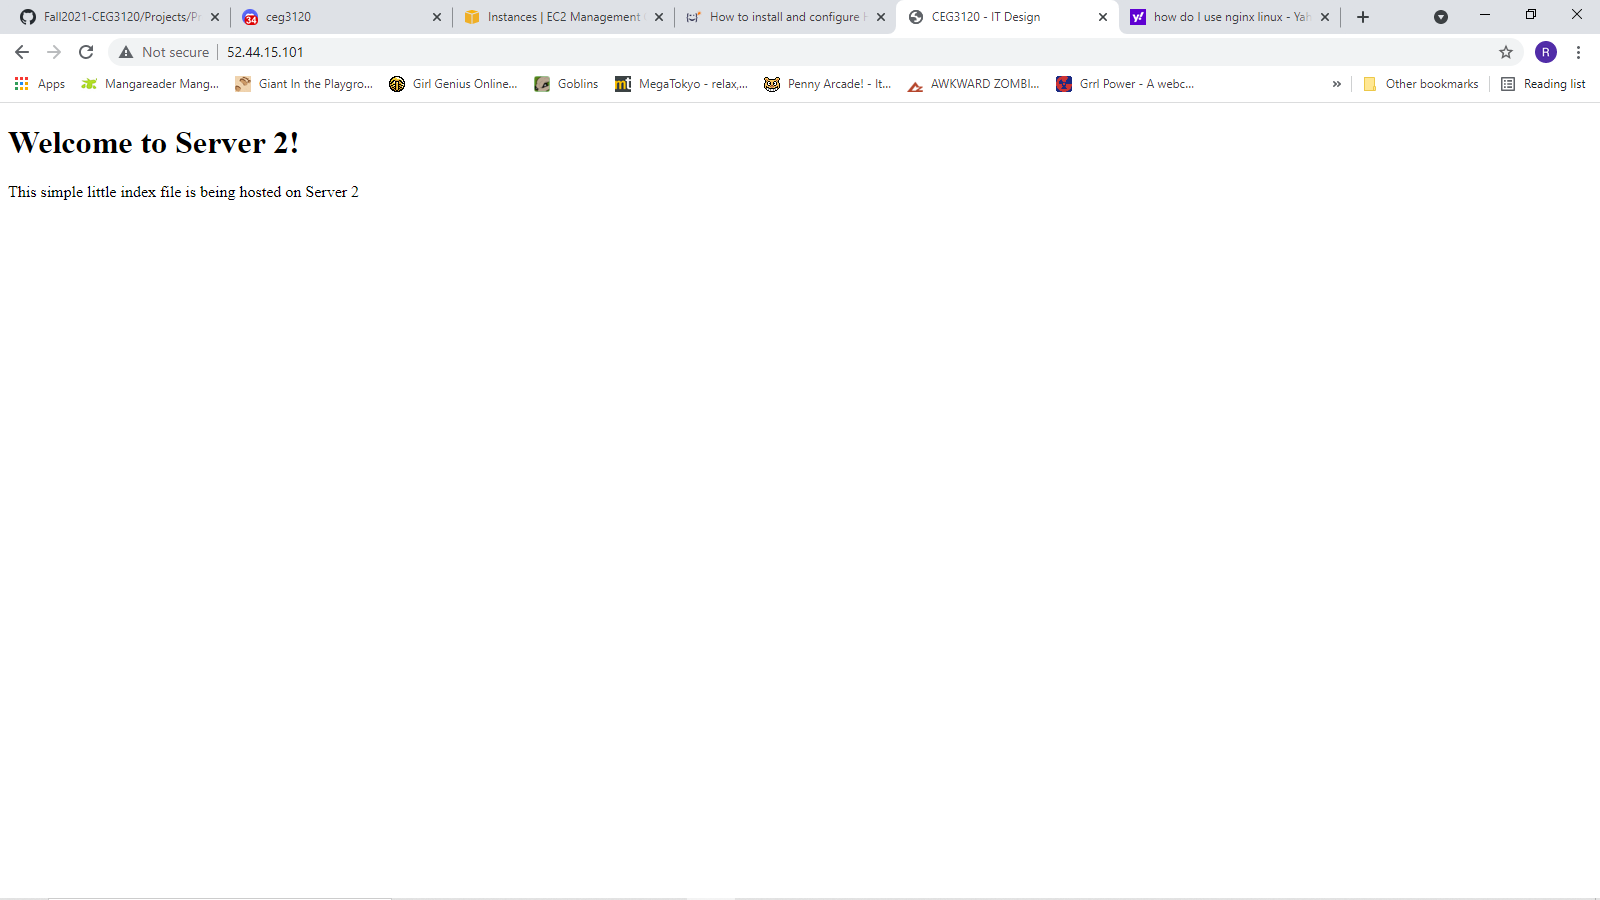 Fall2021-CEG3120/Projects/Pr
34
ceg3120
Instances | EC2 Management
How to install and configure H
CEG3120 - IT Design
how do I use nginx linux - Yah
Not secure
52.44.15.101
R
Apps
Mangareader Mang...
Giant In the Playgro...
Girl Genius Online...
Goblins
MegaTokyo - relax,...
Penny Arcade! - It...
AWKWARD ZOMBI...
Grrl Power - A webc...
»
Other bookmarks
Reading list
Welcome to Server 2!
This simple little index file is being hosted on Server 2